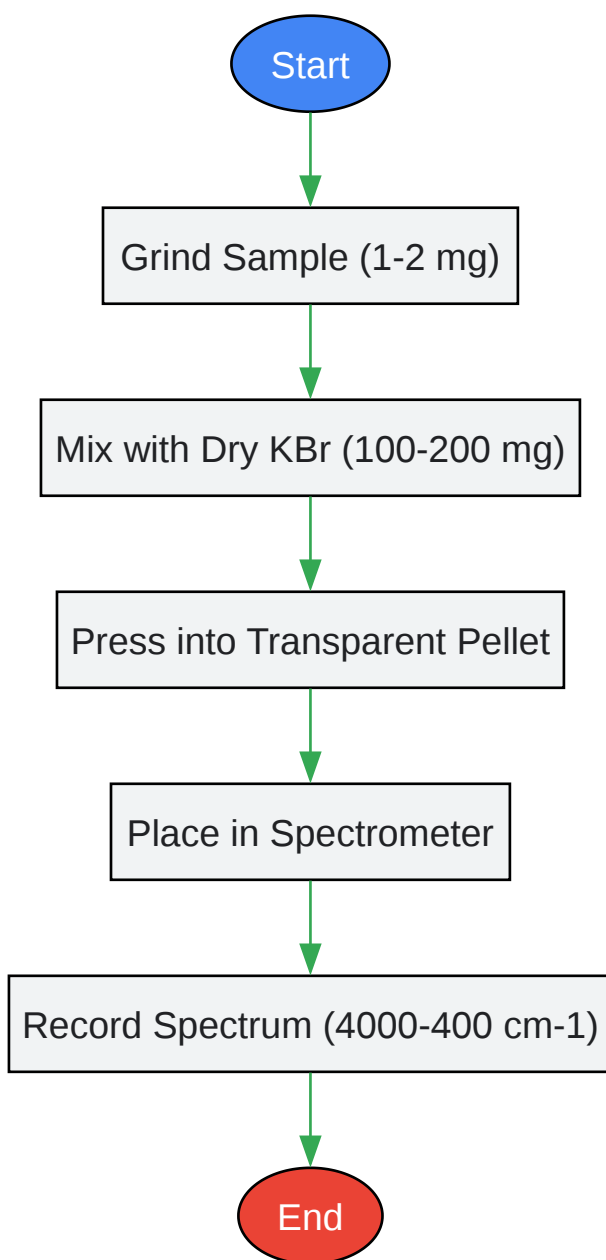 Start
Grind Sample (1-2 mg)
Mix with Dry KBr (100-200 mg)
Press into Transparent Pellet
Place in Spectrometer
Record Spectrum (4000-400 cm-1)
End